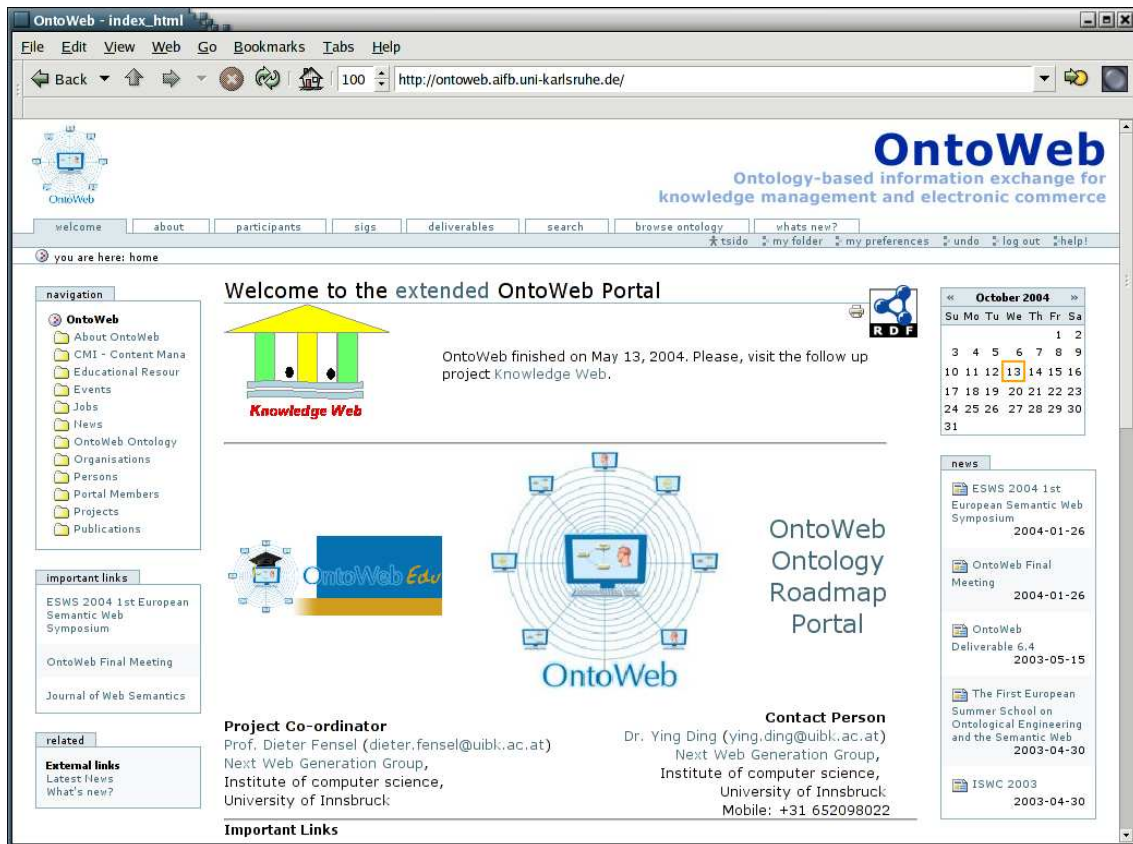 OntoWeb - index_html
File Edit View Web Go Bookmarks Tabs Help
Back 100 http://ontoweb.aifb.uni-karlsruhe.de/
OntoWeb
OntoWeb
Ontology-based information exchange for
knowledge management and electronic commerce
welcome about participants sigs deliverables search browse ontology whats new?
tsido my folder my preferences undo log out help!
you are here: home
navigation
OntoWeb
About OntoWeb
CMI - Content Mana
Educational Resour
Events
Jobs
News
OntoWeb Ontology
Organisations
Persons
Portal Members
Projects
Publications
important links
ESWS 2004 1st European
Semantic Web
Symposium
OntoWeb Final Meeting
Journal of Web Semantics
related
External links
Latest News
What's new?
Welcome to the extended OntoWeb Portal
RDF
Knowledge Web
OntoWeb finished on May 13, 2004. Please, visit the follow up
project Knowledge Web.
OntoWeb Edu
OntoWeb
OntoWeb
Ontology
Roadmap
Portal
Project Co-ordinator
Prof. Dieter Fensel (dieter.fensel@uibk.ac.at)
Next Web Generation Group,
Institute of computer science,
University of Innsbruck
Contact Person
Dr. Ying Ding (ying.ding@uibk.ac.at)
Next Web Generation Group,
Institute of computer science,
University of Innsbruck
Mobile: +31 652098022
Important Links
« October 2004 »
Su Mo Tu We Th Fr Sa
1 2
3 4 5 6 7 8 9
10 11 12 13 14 15 16
17 18 19 20 21 22 23
24 25 26 27 28 29 30
31
news
ESWS 2004 1st
European Semantic Web
Symposium
2004-01-26
OntoWeb Final
Meeting
2004-01-26
OntoWeb
Deliverable 6.4
2003-05-15
The First European
Summer School on
Ontological Engineering
and the Semantic Web
2003-04-30
ISWC 2003
2003-04-30